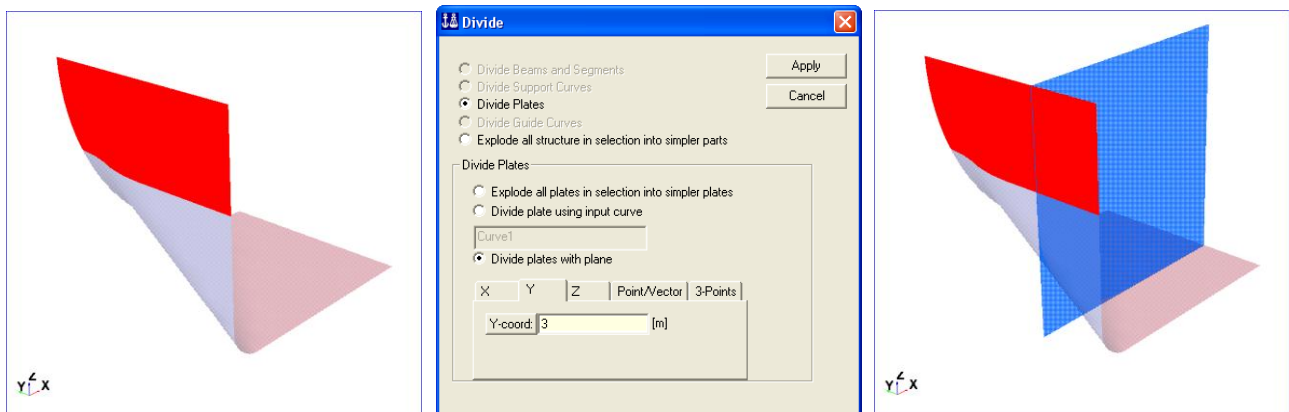 Y Z X
Divide
Divide Beams and Segments
Apply
Divide Support Curves
Divide Plates
Cancel
Divide Guide Curves
Explode all structure in selection into simpler parts
Divide Plates
Explode all plates in selection into simpler plates
Divide plate using input curve
Curve1
Divide plates with plane
X Y Z Point/Vector 3-Points
Y-coord: 3 [m]
Y Z X